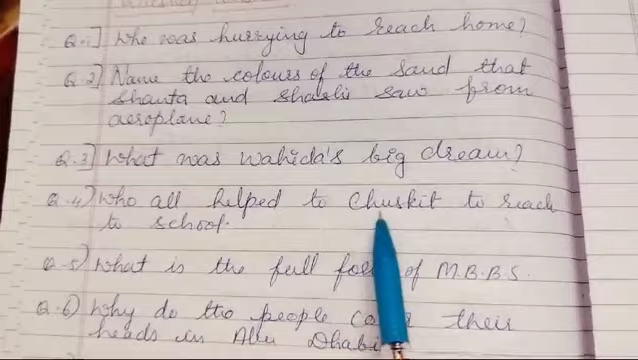 Q.1] Who was hurrying to reach home?
Q.2] Name the colours of the sand that
Shanta and Shashi saw from
aeroplane?
Q.3] What was Wahida's big dream?
Q.4) Who all helped to Chuskit to reach
to school.
Q.5) What is the full of M.B.B.S.
Q.6) Why do the people their
heads in Abu Dhabi